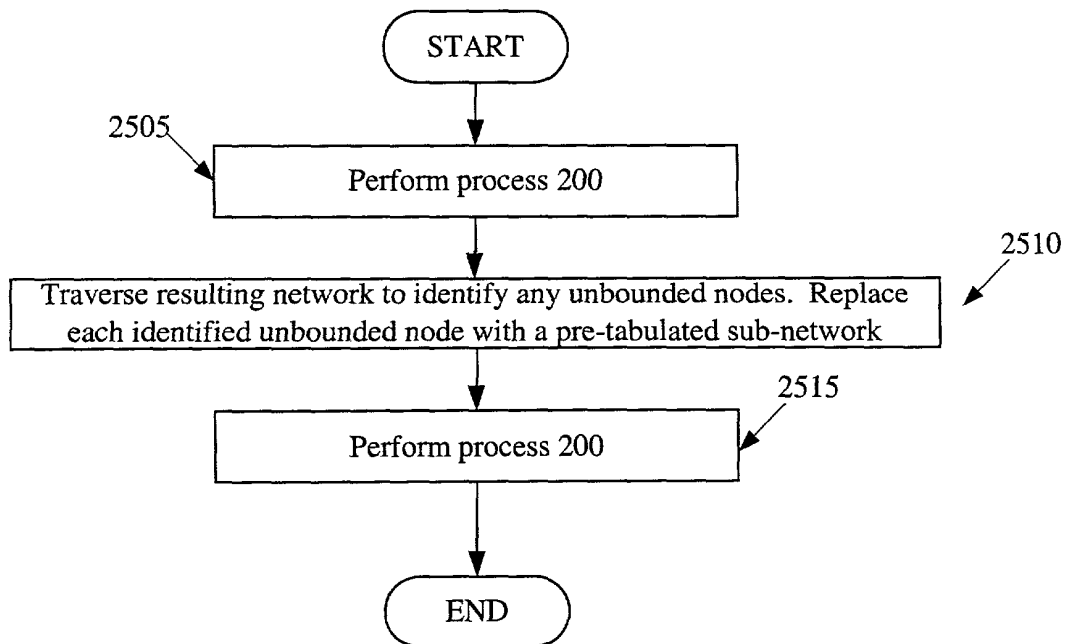 START
2505
Perform process 200
2510
Traverse resulting network to identify any unbounded nodes.  Replace
each identified unbounded node with a pre-tabulated sub-network
2515
Perform process 200
END